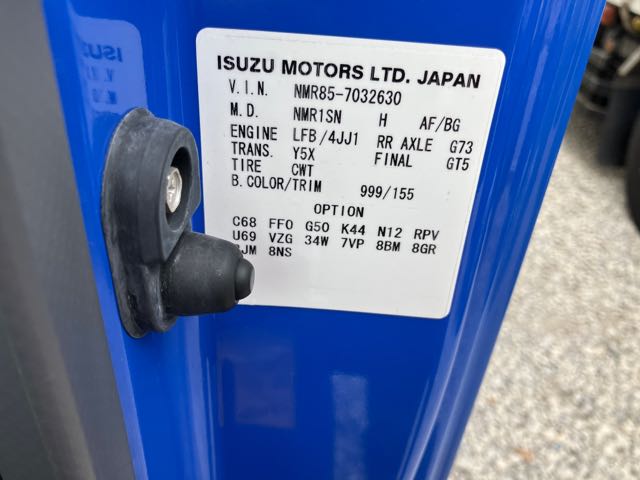 ISUZU MOTORS LTD. JAPAN
V.I.N. NMR85-7032630
M.D. NMR1SN H AF/BG
ENGINE LFB/4JJ1 RR AXLE G73
TRANS. Y5X FINAL GT5
TIRE CWT
B.COLOR/TRIM 999/155
OPTION
C68 FF0 G50 K44 N12 RPV
U69 VZG 34W 7VP 8BM 8GR
8NS